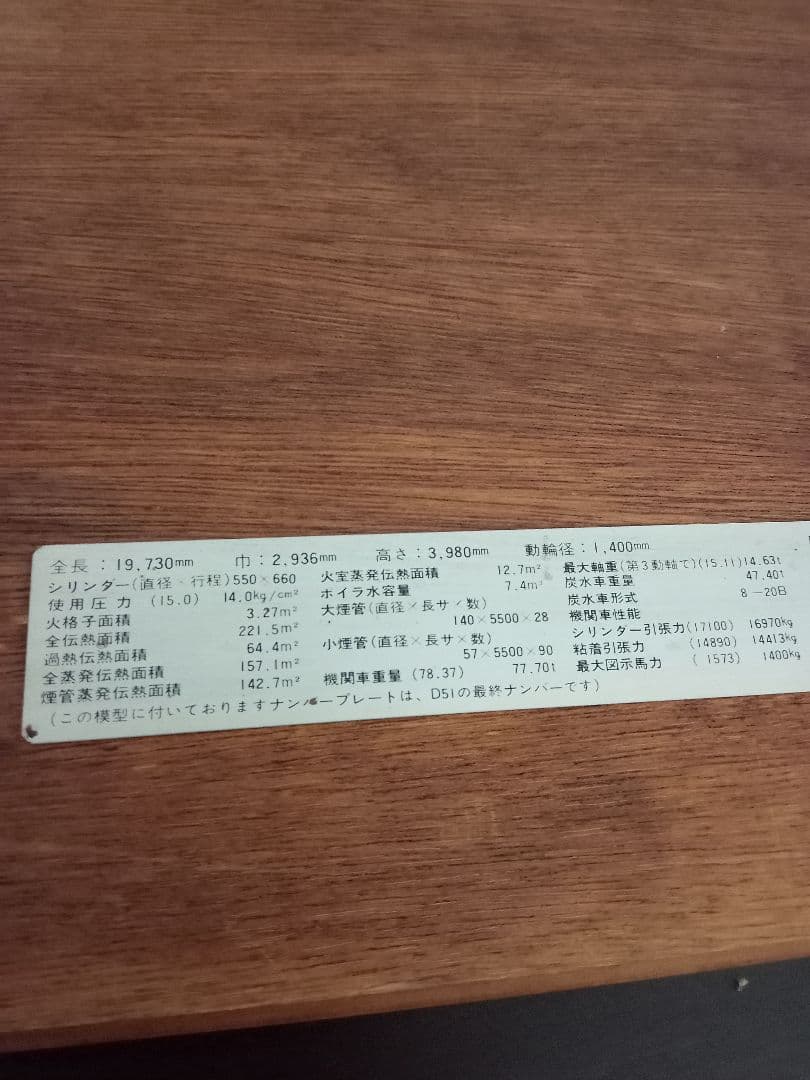 全長：19,730mm　巾：2,936mm　高さ：3,980mm　動輪径：1,400mm
シリンダー(直径×行程)550×660
使用圧力 (15.0) 14.0kg/cm²
火格子面積 3.27m²
全伝熱面積 221.5m²
過熱伝熱面積 64.4m²
全蒸発伝熱面積 157.1m²
煙管蒸発伝熱面積 142.7m²
火室蒸発伝熱面積 12.7m²
ホイラ水容量 7.4m³
大煙管(直径×長サ×数)
140×5500×28
小煙管(直径×長サ×数)
57×5500×90
機関車重量 (78.37) 77.70t
最大軸重(第3動軸て)(15.11)14.63t
炭水車重量 47.40t
炭水車形式 8-20B
機関車性能
シリンダー引張力(17100) 16970kg
粘着引張力 (14890) 14413kg
最大図示馬力 (1573) 1400kg
(この模型に付いておりますナンバープレートは、D51の最終ナンバーです)